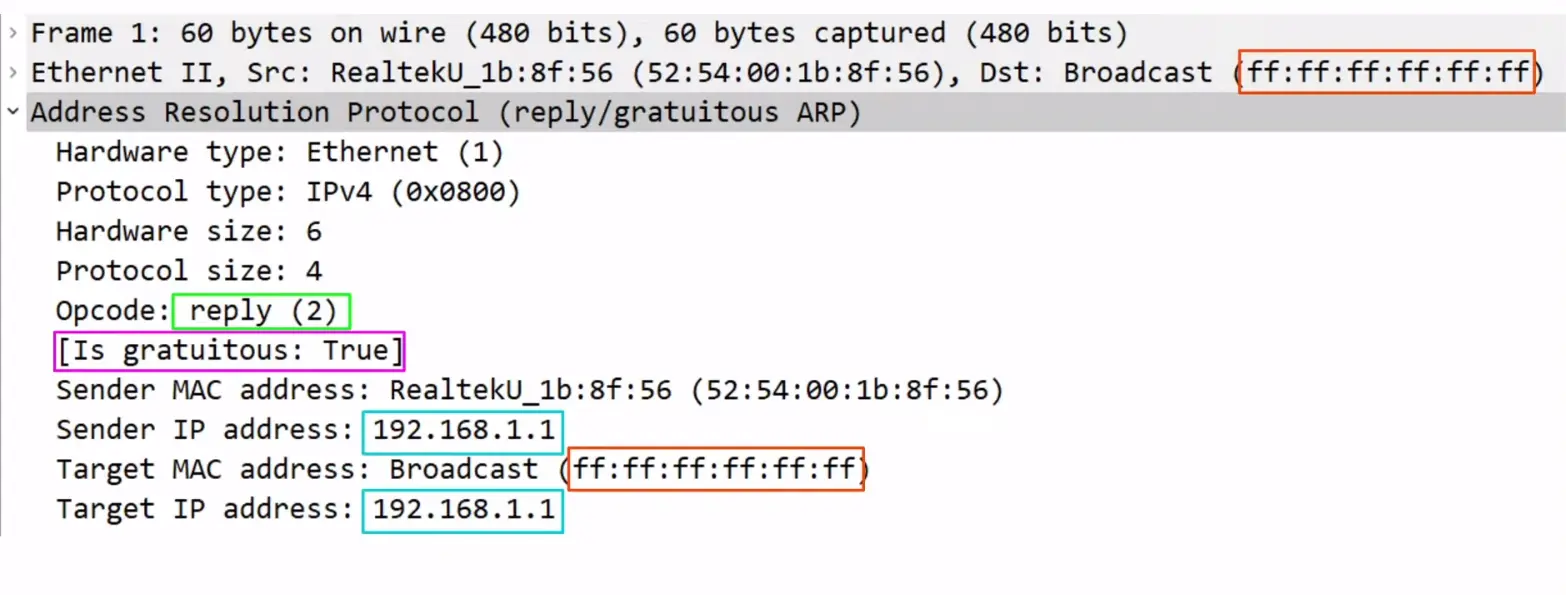 Frame 1: 60 bytes on wire (480 bits), 60 bytes captured (480 bits)
Ethernet II, Src: RealtekU_1b:8f:56 (52:54:00:1b:8f:56), Dst: Broadcast (ff:ff:ff:ff:ff:ff)
Address Resolution Protocol (reply/gratuitous ARP)
Hardware type: Ethernet (1)
Protocol type: IPv4 (0x0800)
Hardware size: 6
Protocol size: 4
Opcode: reply (2)
[Is gratuitous: True]
Sender MAC address: RealtekU_1b:8f:56 (52:54:00:1b:8f:56)
Sender IP address: 192.168.1.1
Target MAC address: Broadcast (ff:ff:ff:ff:ff:ff)
Target IP address: 192.168.1.1